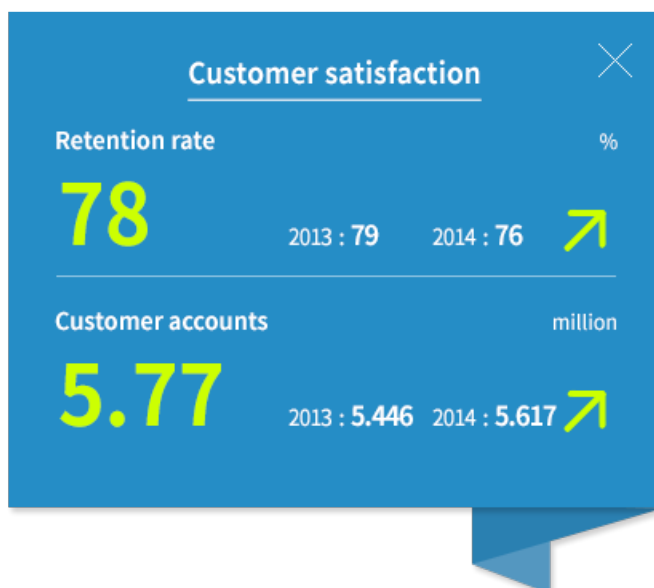 Customer satisfaction
Retention rate %
78 2013 : 79 2014 : 76
Customer accounts million
5.77 2013 : 5.446 2014 : 5.617